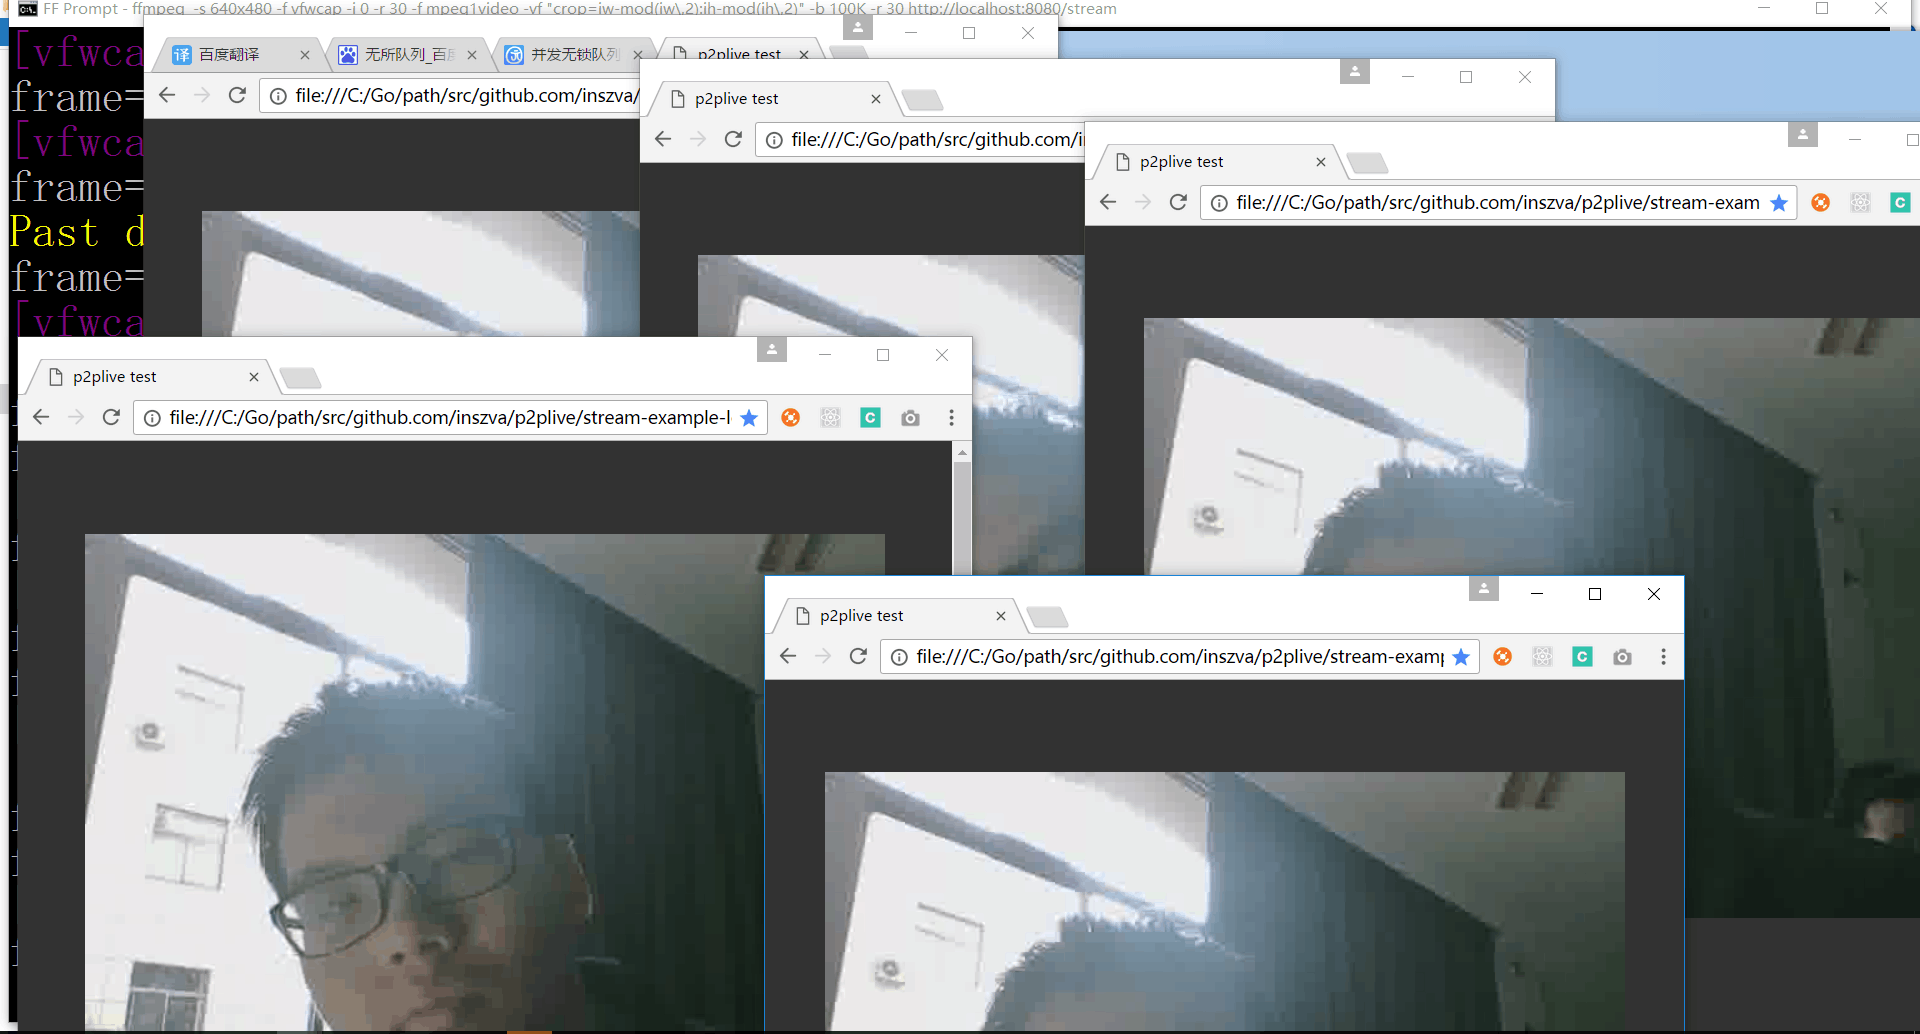 FF Prompt - ffmpeg -s 640x480 -f vfwcap -i 0 -r 30 -f mpeg1video -vf "crop=iw-mod(iw\,2):ih-mod(ih\,2)" -b 100K -r 30 http://localhost:8080/stream
[vfwca
frame=
[vfwca
frame=
Past d
frame=
[vfwca
百度翻译
无所队列_百度
并发无锁队列
p2plive test
file:///C:/Go/path/src/github.com/inszva/
p2plive test
file:///C:/Go/path/src/github.com/in
p2plive test
file:///C:/Go/path/src/github.com/inszva/p2plive/stream-exam
p2plive test
file:///C:/Go/path/src/github.com/inszva/p2plive/stream-example-l
p2plive test
file:///C:/Go/path/src/github.com/inszva/p2plive/stream-examp